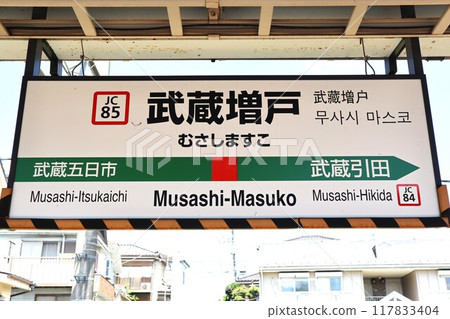 JC
85
武蔵増戸
むさしますこ
武藏増户
무사시 마스코
武蔵五日市
武蔵引田
Musashi-Itsukaichi
Musashi-Masuko
Musashi-Hikida
JC
84
117833404